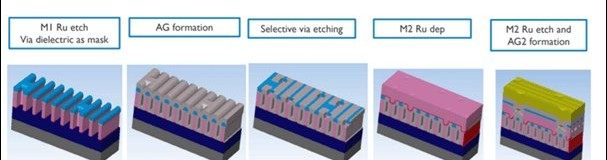 M1 Ru etch
Via dielectric as mask
AG formation
Selective via etching
M2 Ru dep
M2 Ru etch and
AG2 formation